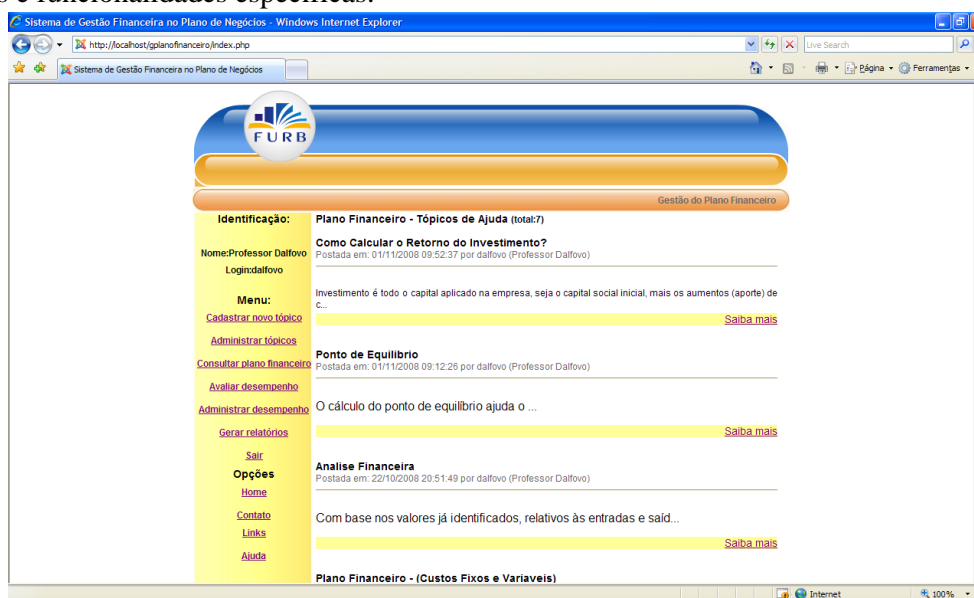 s e funcionalidades específicas.
Sistema de Gestão Financeira no Plano de Negócios - Windows Internet Explorer
http://localhost/gplanofinanceiro/index.php
Live Search
Sistema de Gestão Financeira no Plano de Negócios
Página
Ferramentas
FURB
Gestão do Plano Financeiro
Identificação:
Nome:Professor Dalfovo
Login:dalfovo
Menu:
Cadastrar novo tópico
Administrar tópicos
Consultar plano financeiro
Avaliar desempenho
Administrar desempenho
Gerar relatórios
Sair
Opções
Home
Contato
Links
Ajuda
Plano Financeiro - Tópicos de Ajuda (total:7)
Como Calcular o Retorno do Investimento?
Postada em: 01/11/2008 09:52:37 por dalfovo (Professor Dalfovo)
Investimento é todo o capital aplicado na empresa, seja o capital social inicial, mais os aumentos (aporte) de
c...
Saiba mais
Ponto de Equilibrio
Postada em: 01/11/2008 09:12:26 por dalfovo (Professor Dalfovo)
O cálculo do ponto de equilíbrio ajuda o ...
Saiba mais
Analise Financeira
Postada em: 22/10/2008 20:51:49 por dalfovo (Professor Dalfovo)
Com base nos valores já identificados, relativos às entradas e saíd...
Saiba mais
Plano Financeiro - (Custos Fixos e Variaveis)
Internet
100%